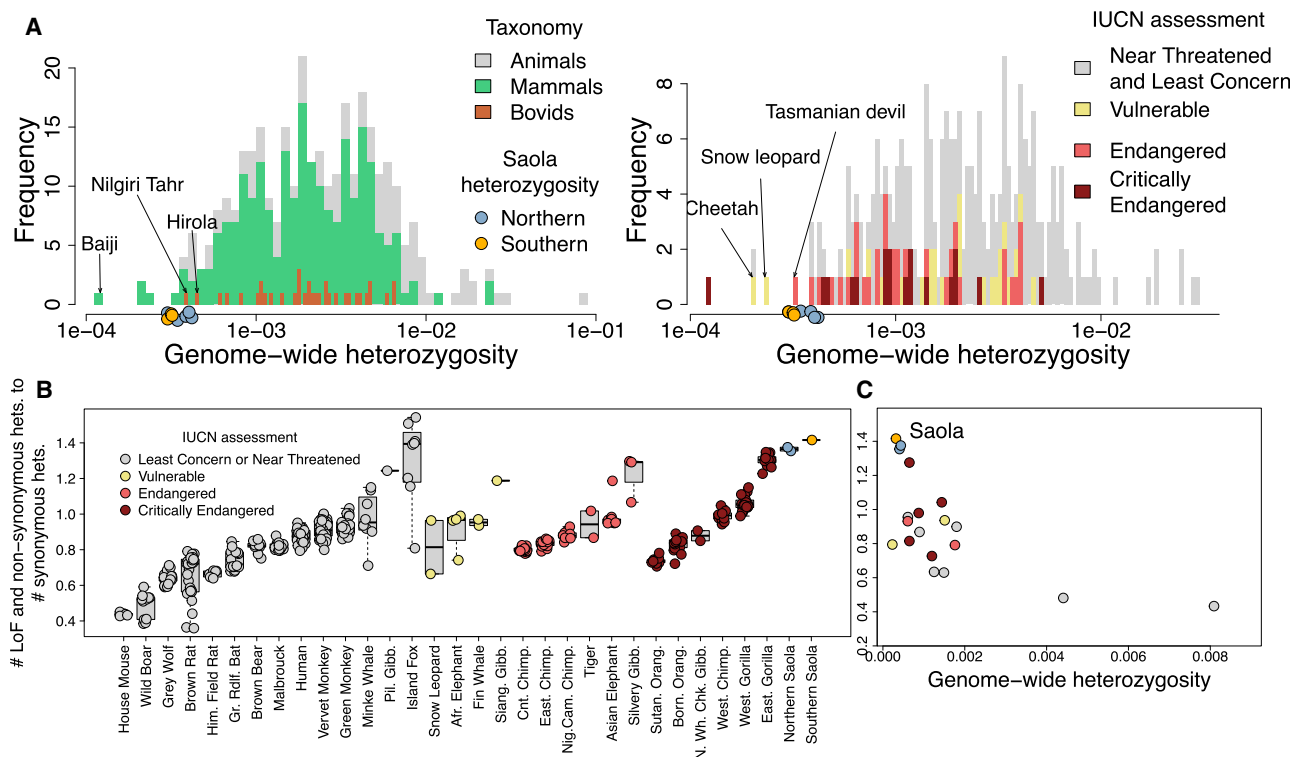 A
Taxonomy
Animals
Mammals
Bovids
Saola
heterozygosity
Northern
Southern
Frequency
20
15
10
5
0
Nilgiri Tahr
Hirola
Baiji
1e−04
1e−03
1e−02
1e−01
Genome−wide heterozygosity
IUCN assessment
Near Threatened
and Least Concern
Vulnerable
Endangered
Critically
Endangered
Frequency
8
6
4
2
0
Tasmanian devil
Snow leopard
Cheetah
1e−04
1e−03
1e−02
Genome−wide heterozygosity
B
# LoF and non−synonymous hets. to
# synonymous hets.
1.4
1.2
1.0
0.8
0.6
0.4
IUCN assessment
Least Concern or Near Threatened
Vulnerable
Endangered
Critically Endangered
House Mouse
Wild Boar
Grey Wolf
Brown Rat
Him. Field Rat
Gr. Rdlf. Bat
Brown Bear
Malbrouck
Human
Vervet Monkey
Green Monkey
Minke Whale
Pil. Gibb.
Island Fox
Snow Leopard
Afr. Elephant
Fin Whale
Siang. Gibb.
Cnt. Chimp.
East. Chimp.
Nig.Cam. Chimp.
Tiger
Asian Elephant
Silvery Gibb.
Sutan. Orang.
Born. Orang.
N. Wh. Chk. Gibb.
West. Chimp.
West. Gorilla
East. Gorilla
Northern Saola
Southern Saola
C
Saola
1.4
1.2
1.0
0.8
0.6
0.4
0.2
0.000
0.002
0.004
0.006
0.008
Genome−wide heterozygosity